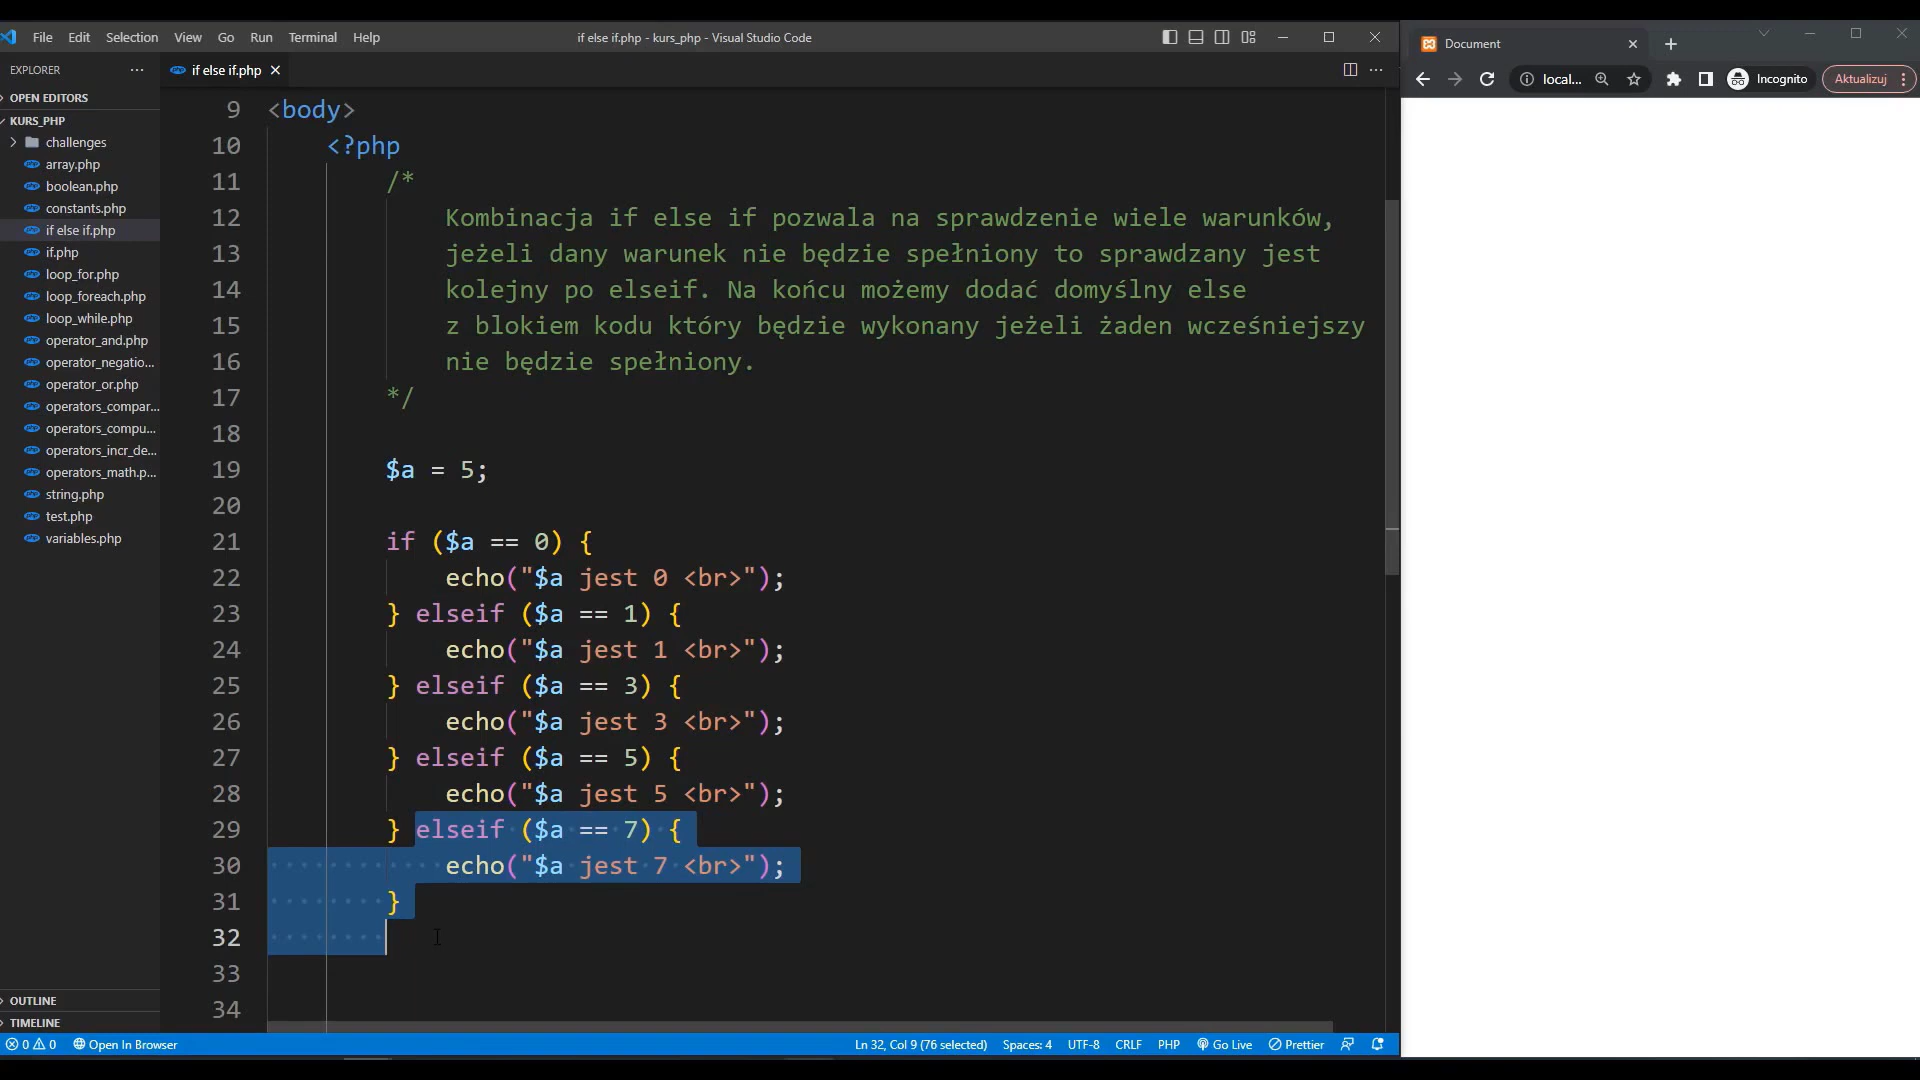 File Edit Selection View Go Run Terminal Help
if else if.php - kurs_php - Visual Studio Code
EXPLORER
if else if.php
OPEN EDITORS
KURS_PHP
challenges
array.php
boolean.php
constants.php
if else if.php
if.php
loop_for.php
loop_foreach.php
loop_while.php
operator_and.php
operator_negatio...
operator_or.php
operators_compar...
operators_compu...
operators_incr_de...
operators_math.p...
string.php
test.php
variables.php
OUTLINE
TIMELINE
9 <body>
10 <?php
11 /*
12 Kombinacja if else if pozwala na sprawdzenie wiele warunków,
13 jeżeli dany warunek nie będzie spełniony to sprawdzany jest
14 kolejny po elseif. Na końcu możemy dodać domyślny else
15 z blokiem kodu który będzie wykonany jeżeli żaden wcześniejszy
16 nie będzie spełniony.
17 */
18
19 $a = 5;
20
21 if ($a == 0) {
22 echo("$a jest 0 <br>");
23 } elseif ($a == 1) {
24 echo("$a jest 1 <br>");
25 } elseif ($a == 3) {
26 echo("$a jest 3 <br>");
27 } elseif ($a == 5) {
28 echo("$a jest 5 <br>");
29 } elseif ($a == 7) {
30 echo("$a jest 7 <br>");
31 }
32
33
34
0 0 Open In Browser
Ln 32, Col 9 (76 selected) Spaces: 4 UTF-8 CRLF PHP Go Live Prettier
Document
local... Incognito Aktualizuj